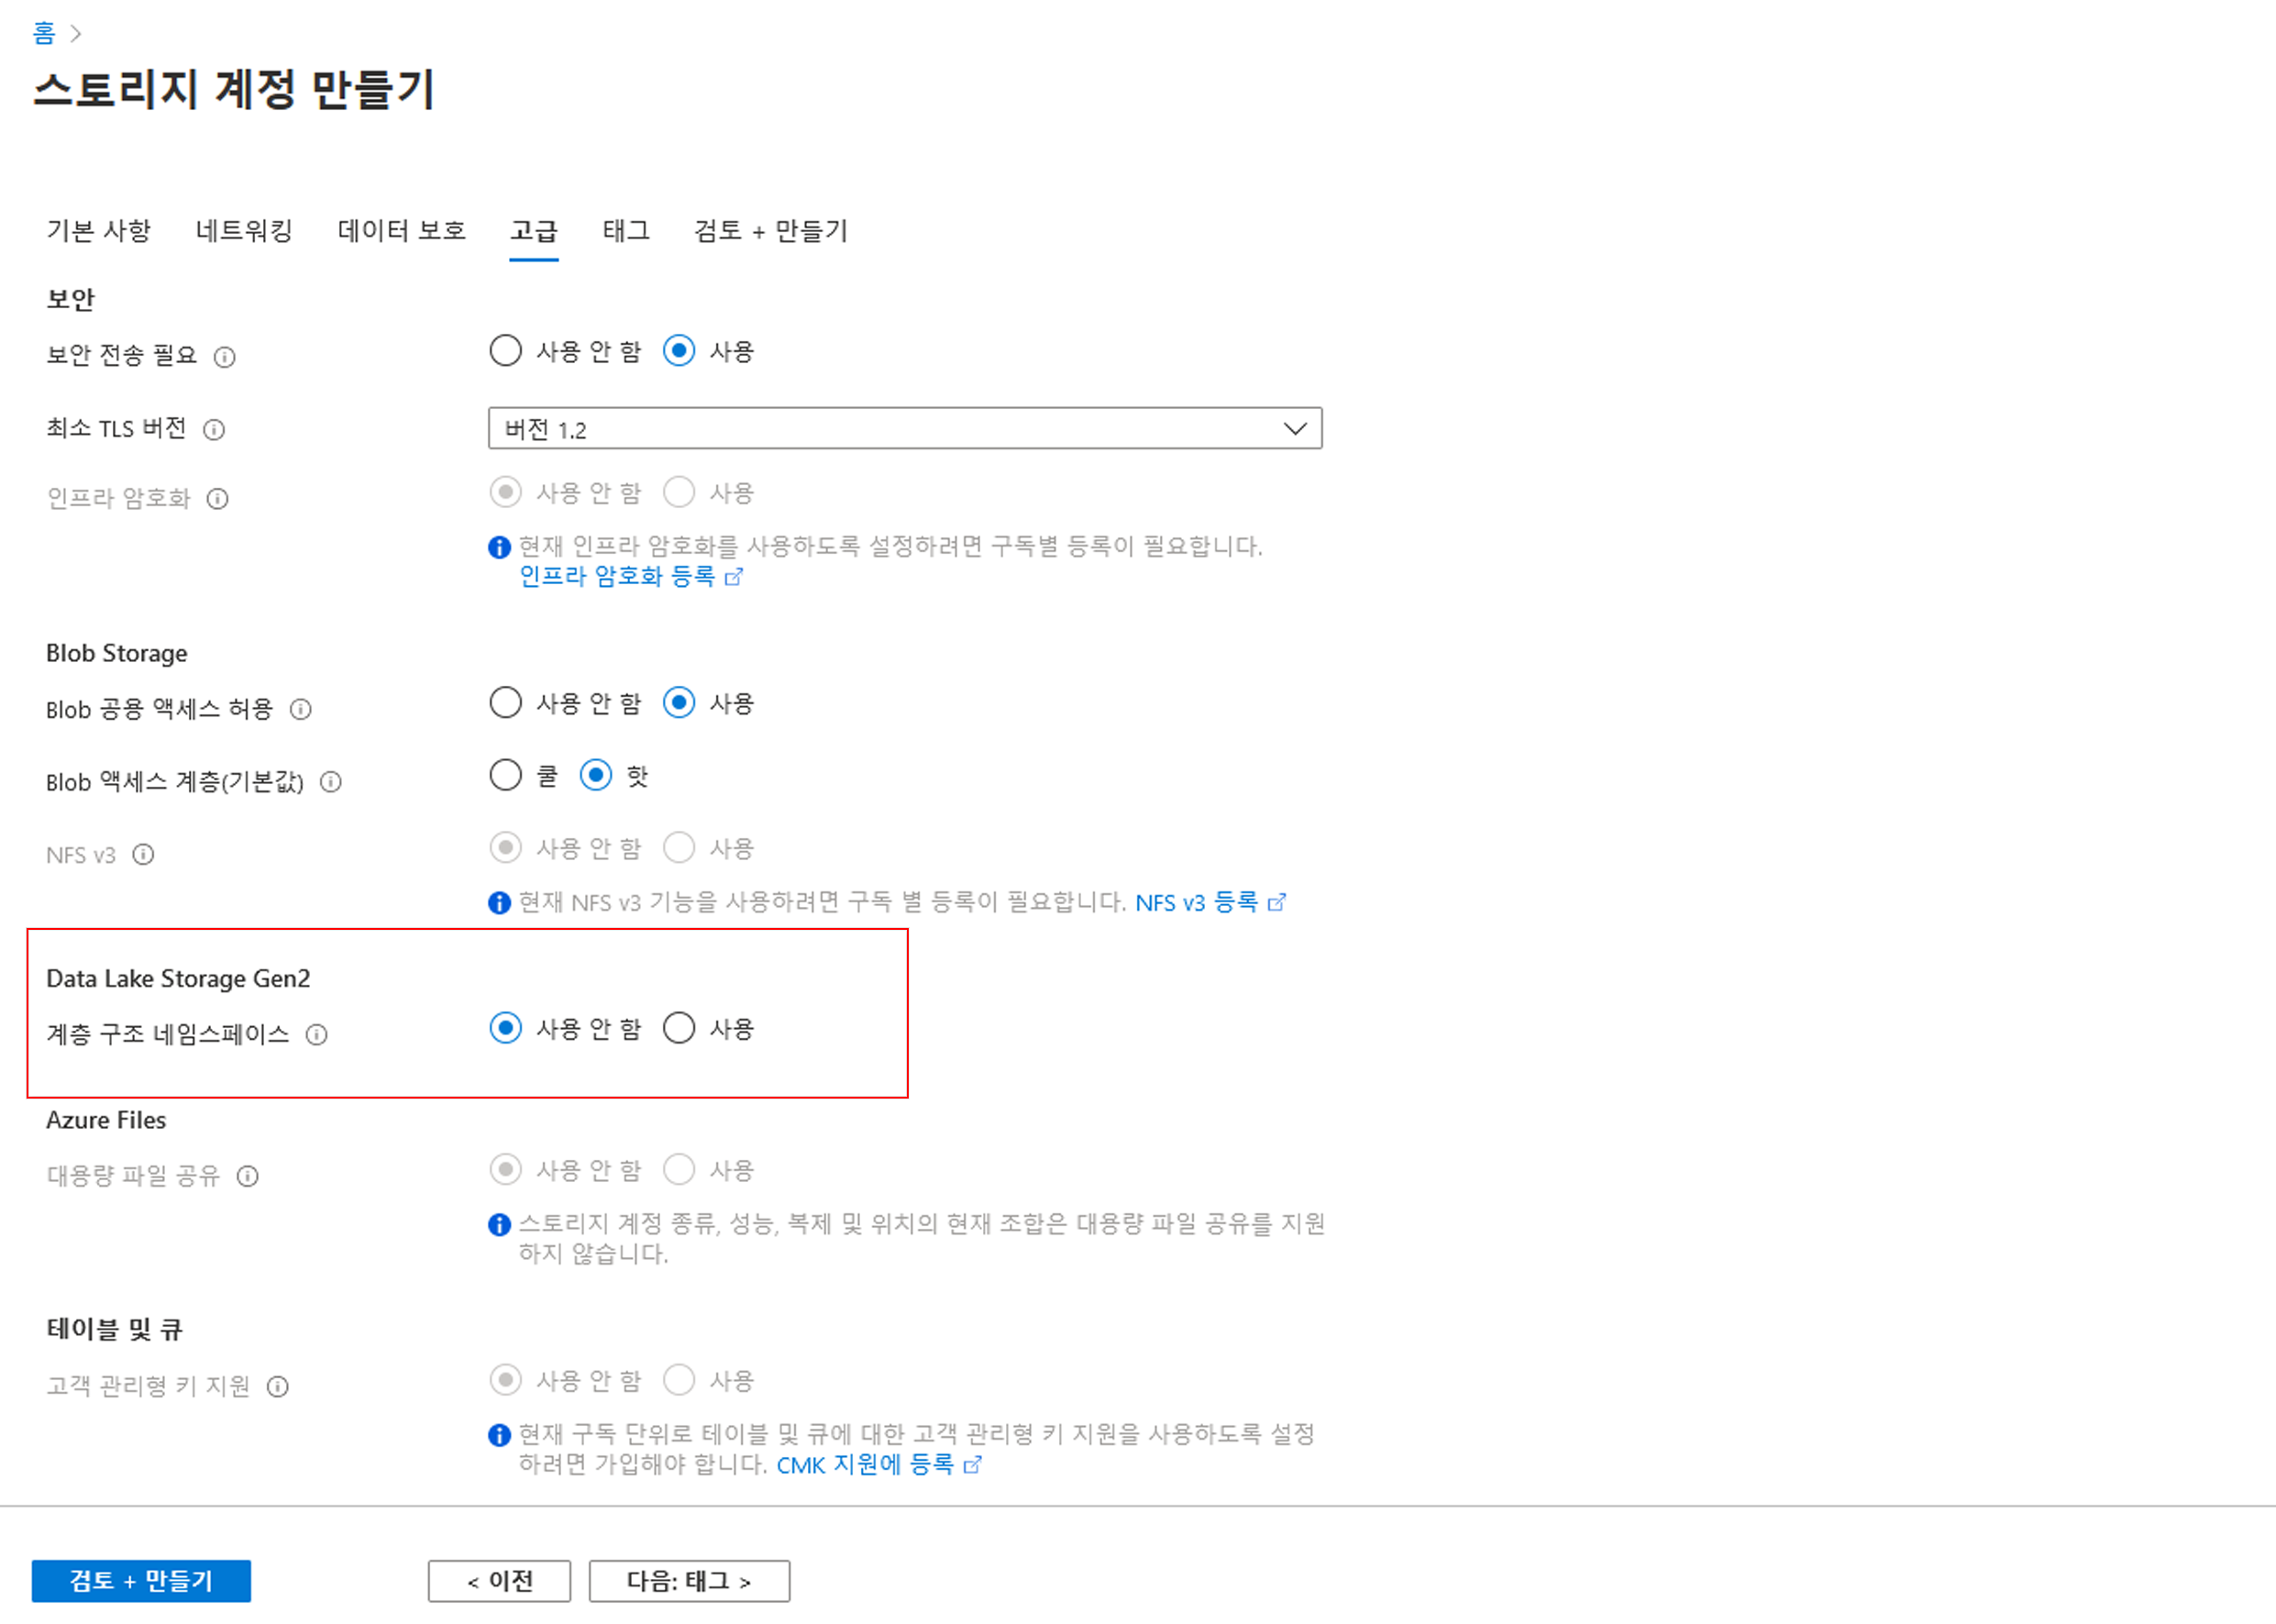 홈 >
스토리지 계정 만들기
기본 사항 네트워킹 데이터 보호 고급 태그 검토 + 만들기
보안
보안 전송 필요 사용 안 함 사용
최소 TLS 버전 버전 1.2
인프라 암호화 사용 안 함 사용
현재 인프라 암호화를 사용하도록 설정하려면 구독별 등록이 필요합니다.
인프라 암호화 등록
Blob Storage
Blob 공용 액세스 허용 사용 안 함 사용
Blob 액세스 계층(기본값) 쿨 핫
NFS v3 사용 안 함 사용
현재 NFS v3 기능을 사용하려면 구독 별 등록이 필요합니다. NFS v3 등록
Data Lake Storage Gen2
계층 구조 네임스페이스 사용 안 함 사용
Azure Files
대용량 파일 공유 사용 안 함 사용
스토리지 계정 종류, 성능, 복제 및 위치의 현재 조합은 대용량 파일 공유를 지원
하지 않습니다.
테이블 및 큐
고객 관리형 키 지원 사용 안 함 사용
현재 구독 단위로 테이블 및 큐에 대한 고객 관리형 키 지원을 사용하도록 설정
하려면 가입해야 합니다. CMK 지원에 등록
검토 + 만들기 < 이전 다음: 태그 >